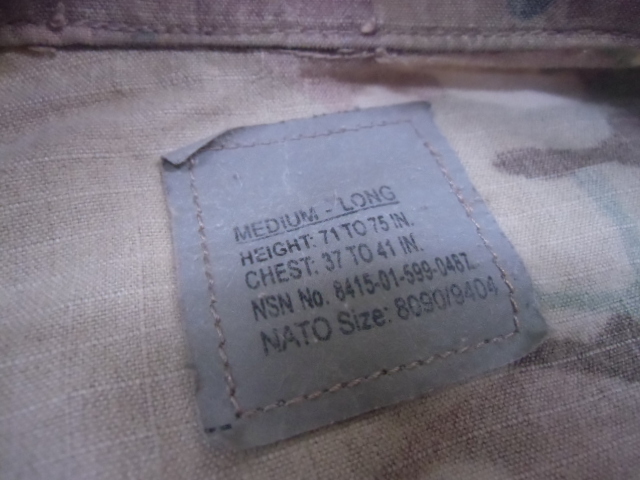 MEDIUM - LONG
HEIGHT: 71 TO 75 IN.
CHEST: 37 TO 41 IN.
NSN No. 8415-01-599-0487
NATO Size: 8090/9404